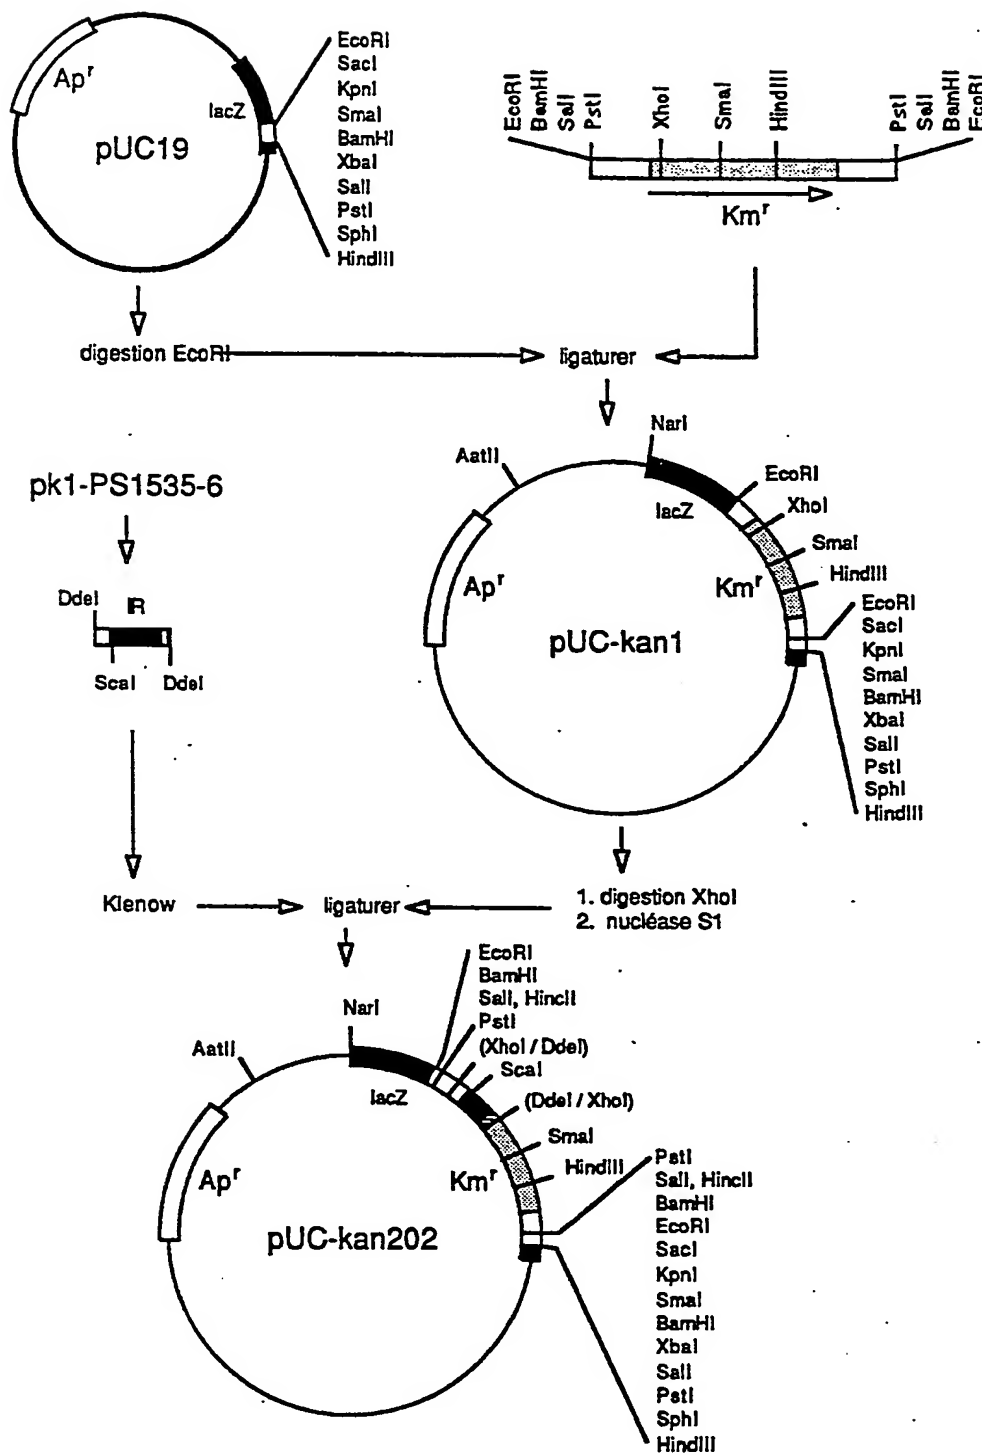 Apʳ
lacZ
pUC19
EcoRI
SacI
KpnI
SmaI
BamHI
XbaI
SalI
PstI
SphI
HindIII
EcoRI
BamHI
SalI
PstI
XhoI
SmaI
HindIII
PstI
SalI
BamHI
EcoRI
Kmʳ
digestion EcoRI
ligaturer
pk1-PS1535-6
DdeI
IR
ScaI
DdeI
AatII
NarI
lacZ
EcoRI
XhoI
SmaI
HindIII
Apʳ
Kmʳ
pUC-kan1
EcoRI
SacI
KpnI
SmaI
BamHI
XbaI
SalI
PstI
SphI
HindIII
Klenow
ligaturer
1. digestion XhoI
2. nucléase S1
AatII
NarI
lacZ
EcoRI
BamHI
SalI, HincII
PstI
(XhoI / DdeI)
ScaI
(DdeI / XhoI)
SmaI
HindIII
Apʳ
Kmʳ
pUC-kan202
PstI
SalI, HincII
BamHI
EcoRI
SacI
KpnI
SmaI
BamHI
XbaI
SalI
PstI
SphI
HindIII